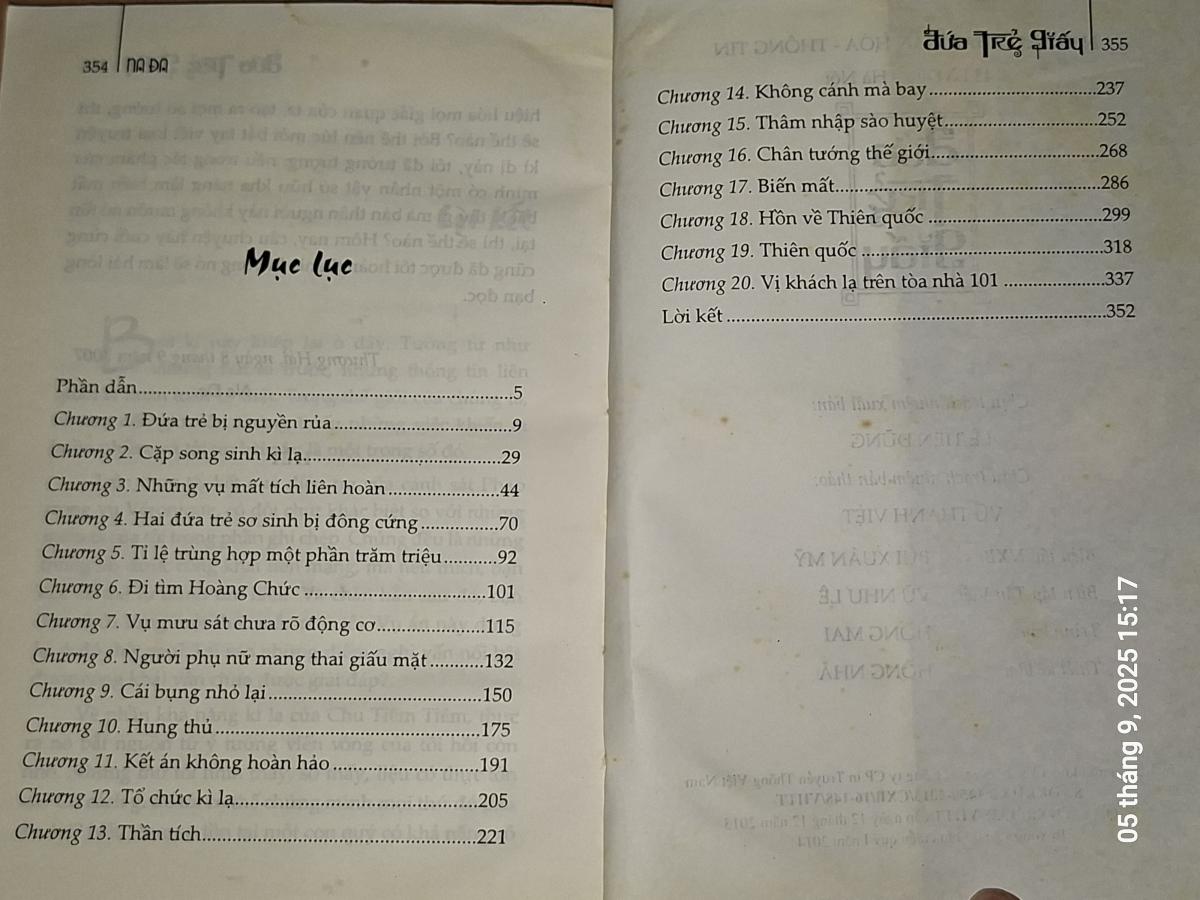 354 NA ĐA
Mục lục
Phần dẫn.....5
Chương 1. Đứa trẻ bị nguyền rủa.....9
Chương 2. Cặp song sinh kì lạ.....29
Chương 3. Những vụ mất tích liên hoàn.....44
Chương 4. Hai đứa trẻ sơ sinh bị đông cứng.....70
Chương 5. Tỉ lệ trùng hợp một phần trăm triệu.....92
Chương 6. Đi tìm Hoàng Chức.....101
Chương 7. Vụ mưu sát chưa rõ động cơ.....115
Chương 8. Người phụ nữ mang thai giấu mặt.....132
Chương 9. Cái bụng nhỏ lại.....150
Chương 10. Hung thủ.....175
Chương 11. Kết án không hoàn hảo.....191
Chương 12. Tổ chức kì lạ.....205
Chương 13. Thần tích.....221
Đứa Trẻ Giấy 355
Chương 14. Không cánh mà bay.....237
Chương 15. Thâm nhập sào huyệt.....252
Chương 16. Chân tướng thế giới.....268
Chương 17. Biến mất.....286
Chương 18. Hồn về Thiên quốc.....299
Chương 19. Thiên quốc.....318
Chương 20. Vị khách lạ trên tòa nhà 101.....337
Lời kết.....352
05 tháng 9, 2025 15:17